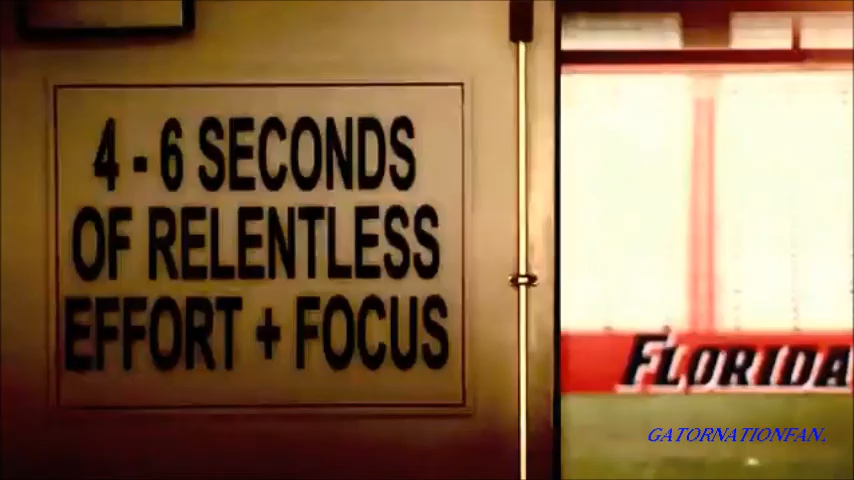 4 - 6 SECONDS
OF RELENTLESS
EFFORT + FOCUS
FLORIDA
GATORNATIONFAN.